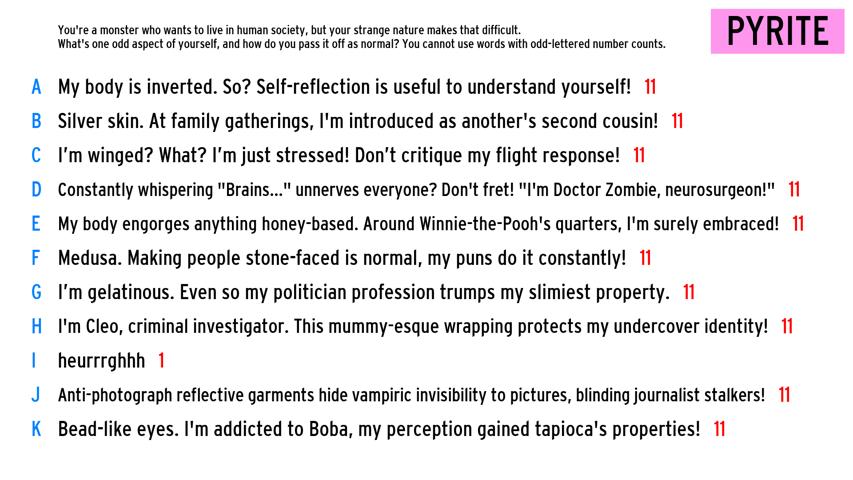 You're a monster who wants to live in human society, but your strange nature makes that difficult.
What's one odd aspect of yourself, and how do you pass it off as normal? You cannot use words with odd-lettered number counts.
PYRITE
A My body is inverted. So? Self-reflection is useful to understand yourself! 11
B Silver skin. At family gatherings, I'm introduced as another's second cousin! 11
C I’m winged? What? I’m just stressed! Don’t critique my flight response! 11
D Constantly whispering "Brains..." unnerves everyone? Don't fret! "I'm Doctor Zombie, neurosurgeon!" 11
E My body engorges anything honey-based. Around Winnie-the-Pooh's quarters, I'm surely embraced! 11
F Medusa. Making people stone-faced is normal, my puns do it constantly! 11
G I’m gelatinous. Even so my politician profession trumps my slimiest property. 11
H I'm Cleo, criminal investigator. This mummy-esque wrapping protects my undercover identity! 11
I heurrrghhh 1
J Anti-photograph reflective garments hide vampiric invisibility to pictures, blinding journalist stalkers! 11
K Bead-like eyes. I'm addicted to Boba, my perception gained tapioca's properties! 11